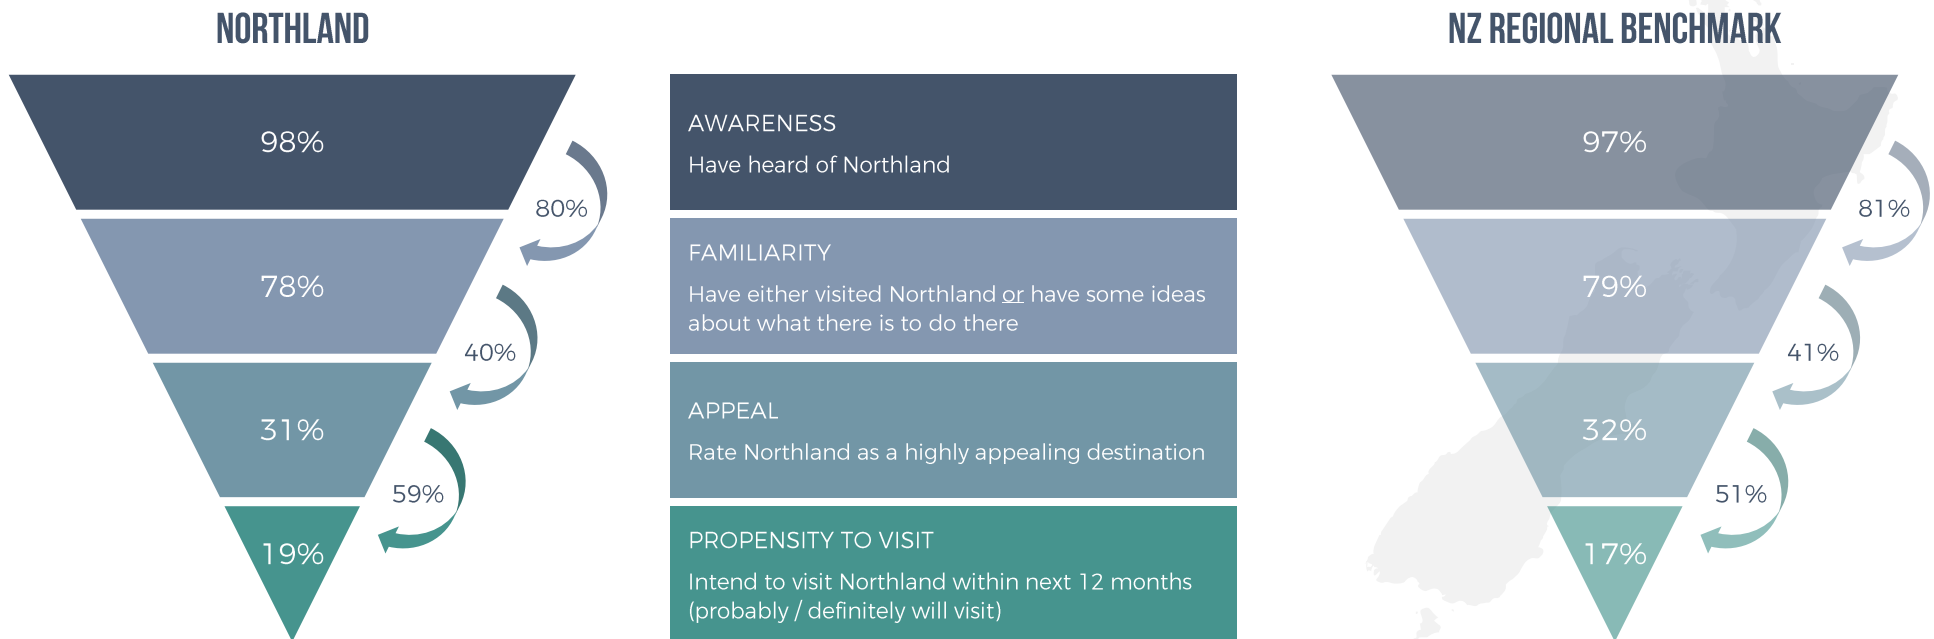 NORTHLAND
98%
80%
78%
40%
31%
59%
19%
AWARENESS
Have heard of Northland
FAMILIARITY
Have either visited Northland or have some ideas
about what there is to do there
APPEAL
Rate Northland as a highly appealing destination
PROPENSITY TO VISIT
Intend to visit Northland within next 12 months
(probably / definitely will visit)
NZ REGIONAL BENCHMARK
97%
81%
79%
41%
32%
51%
17%